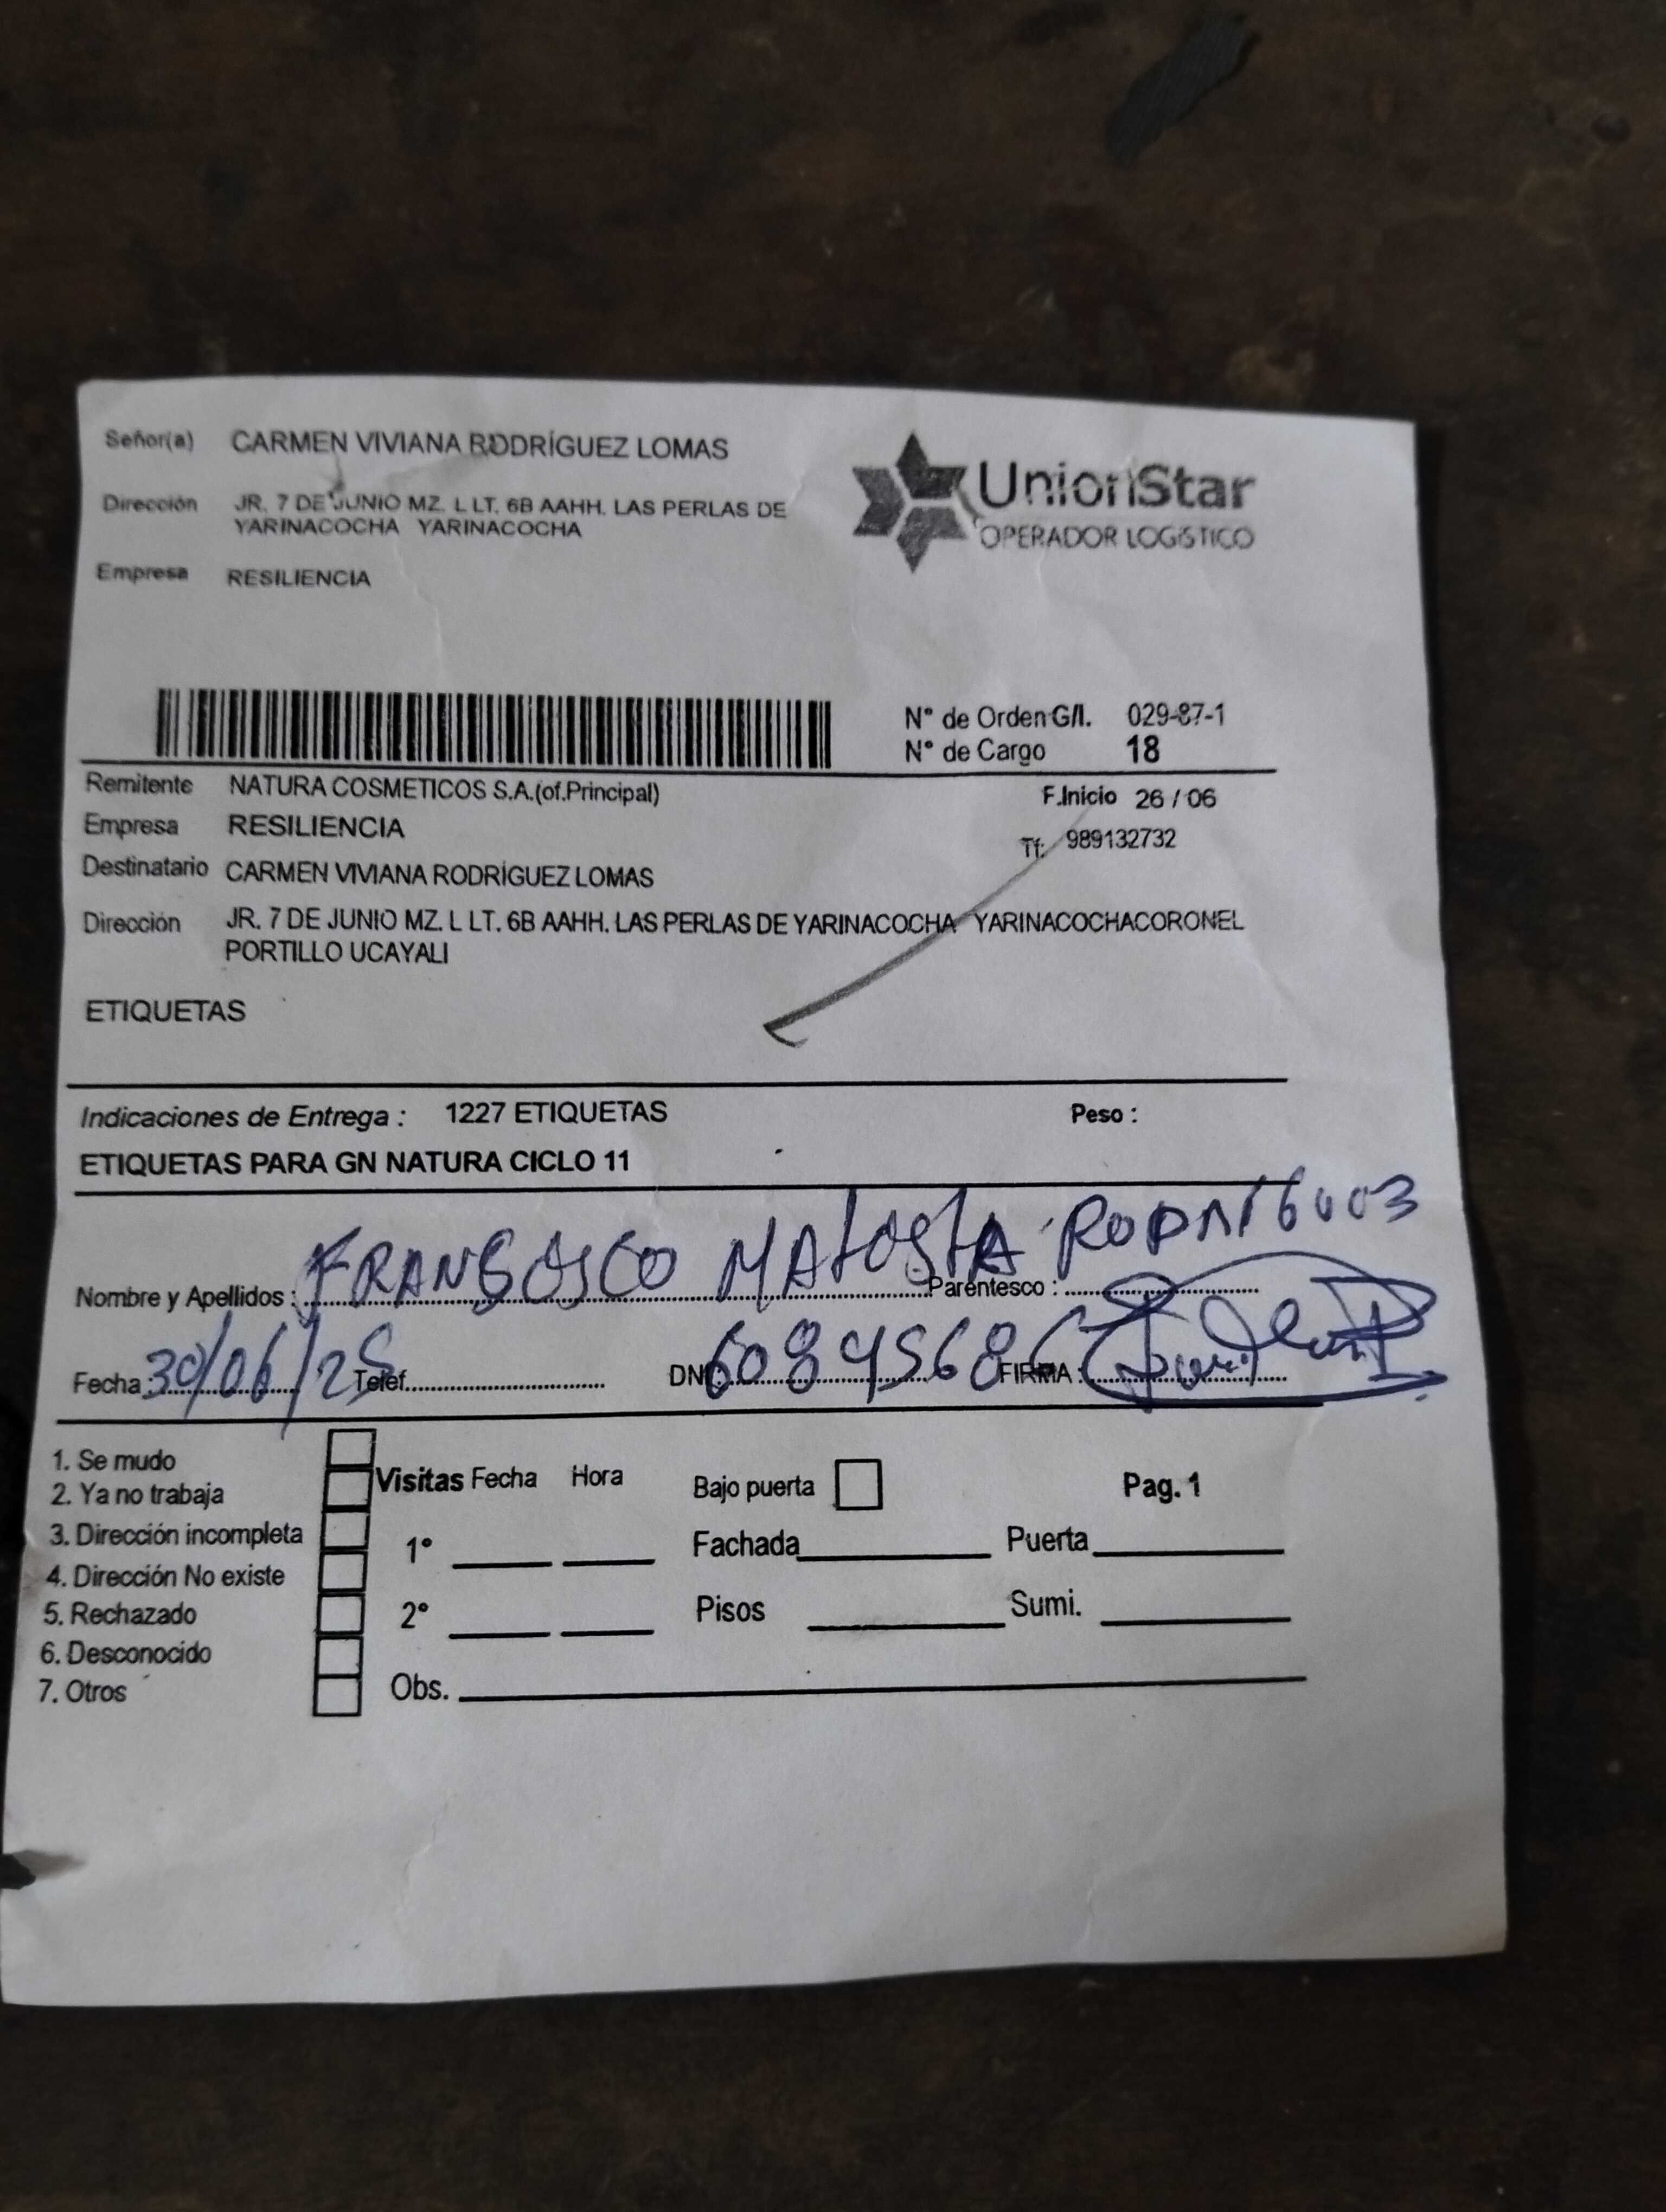 Señor(a) CARMEN VIVIANA RODRÍGUEZ LOMAS
Dirección JR. 7 DE JUNIO MZ. L LT. 6B AAHH. LAS PERLAS DE
YARINACOCHA YARINACOCHA
Empresa RESILIENCIA
UnionStar
OPERADOR LOGÍSTICO
N° de Orden G/I. 029-87-1
N° de Cargo 18
Remitente NATURA COSMETICOS S.A.(of.Principal)
F.Inicio 26 / 06
Empresa RESILIENCIA
Tf: 989132732
Destinatario CARMEN VIVIANA RODRÍGUEZ LOMAS
Dirección JR. 7 DE JUNIO MZ. L LT. 6B AAHH. LAS PERLAS DE YARINACOCHA YARINACOCHACORONEL
PORTILLO UCAYALI
ETIQUETAS
Indicaciones de Entrega : 1227 ETIQUETAS Peso :
ETIQUETAS PARA GN NATURA CICLO 11
Nombre y Apellidos : Parentesco :
Fecha : 30/06/25 Telef. DNI: FIRMA :
1. Se mudo
2. Ya no trabaja
3. Dirección incompleta
4. Dirección No existe
5. Rechazado
6. Desconocido
7. Otros
Visitas Fecha Hora
1°
2°
Obs.
Bajo puerta
Pag. 1
Fachada Puerta
Pisos Sumi.